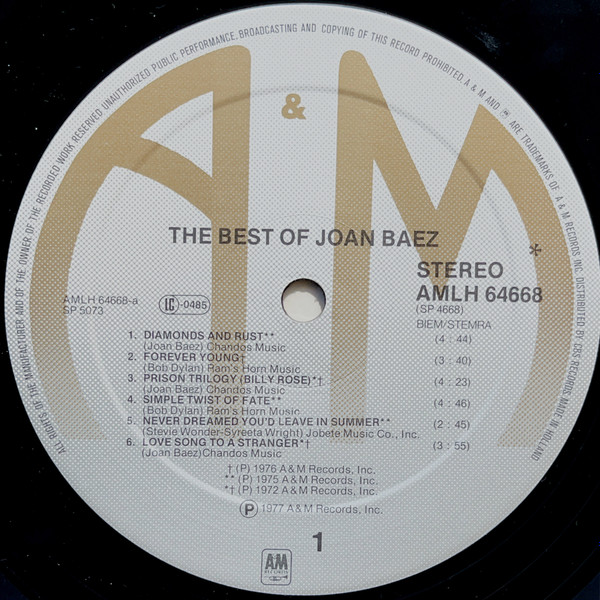 ALL RIGHTS OF THE MANUFACTURER AND OF THE OWNER OF THE RECORDED WORK RESERVED UNAUTHORIZED PUBLIC PERFORMANCE, BROADCASTING AND COPYING OF THIS RECORD PROHIBITED. A & M AND ARE TRADEMARKS OF A & M RECORDS INC. DISTRIBUTED BY CBS RECORDS MADE IN HOLLAND
A & M
*
THE BEST OF JOAN BAEZ
STEREO
AMLH 64668
(SP 4668)
BIEM/STEMRA
AMLH 64668-a
SP 5073
LC-0485
1. DIAMONDS AND RUST** (4 : 44)
(Joan Baez) Chandos Music
2. FOREVER YOUNG† (3 : 40)
(Bob Dylan) Ram's Horn Music
3. PRISON TRILOGY (BILLY ROSE)*† (4 : 23)
(Joan Baez) Chandos Music
4. SIMPLE TWIST OF FATE** (4 : 46)
(Bob Dylan) Ram's Horn Music
5. NEVER DREAMED YOU'D LEAVE IN SUMMER** (2 : 45)
(Stevie Wonder-Syreeta Wright) Jobete Music Co., Inc.
6. LOVE SONG TO A STRANGER*† (3 : 55)
(Joan Baez)Chandos Music
† (P) 1976 A&M Records, Inc.
** (P) 1975 A&M Records, Inc.
*† (P) 1972 A&M Records, Inc.
Ⓟ 1977 A&M Records, Inc.
1
A&M
RECORDS